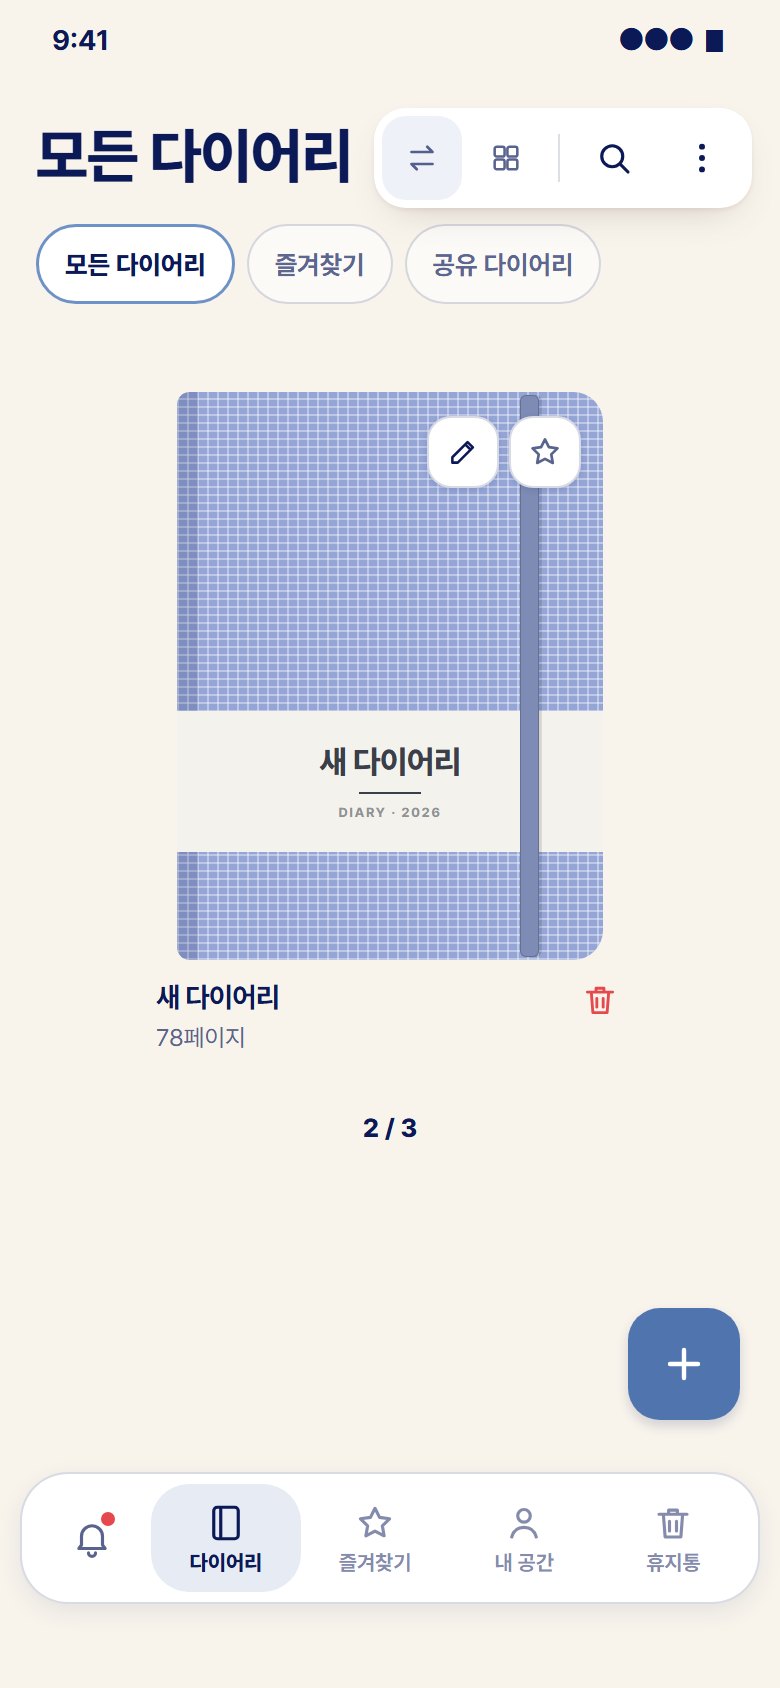 9:41
모든 다이어리
모든 다이어리
즐겨찾기
공유 다이어리
새 다이어리
DIARY · 2026
새 다이어리
78페이지
2 / 3
다이어리
즐겨찾기
내 공간
휴지통